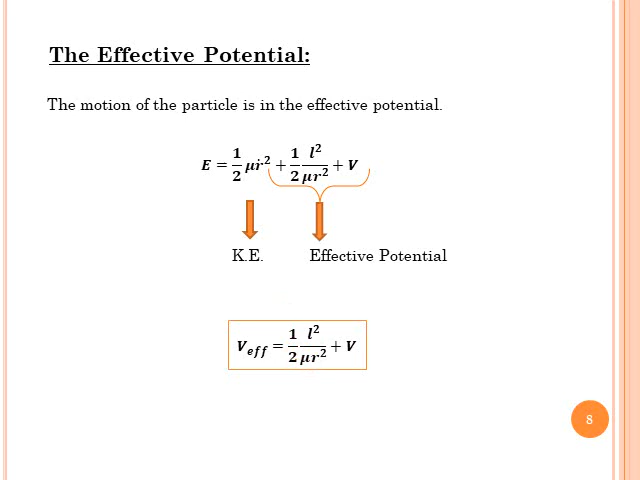 The Effective Potential:
The motion of the particle is in the effective potential.
E = 1/2 μṙ² + 1/2 l²/μr² + V
K.E. Effective Potential
V_eff = 1/2 l²/μr² + V
8